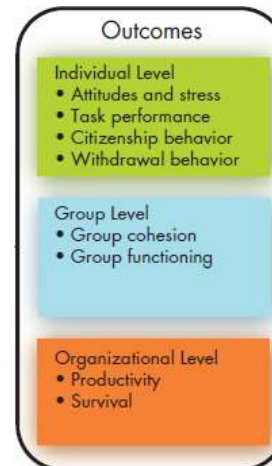 Outcomes
Individual Level
• Attitudes and stress
• Task performance
• Citizenship behavior
• Withdrawal behavior
Group Level
• Group cohesion
• Group functioning
Organizational Level
• Productivity
• Survival